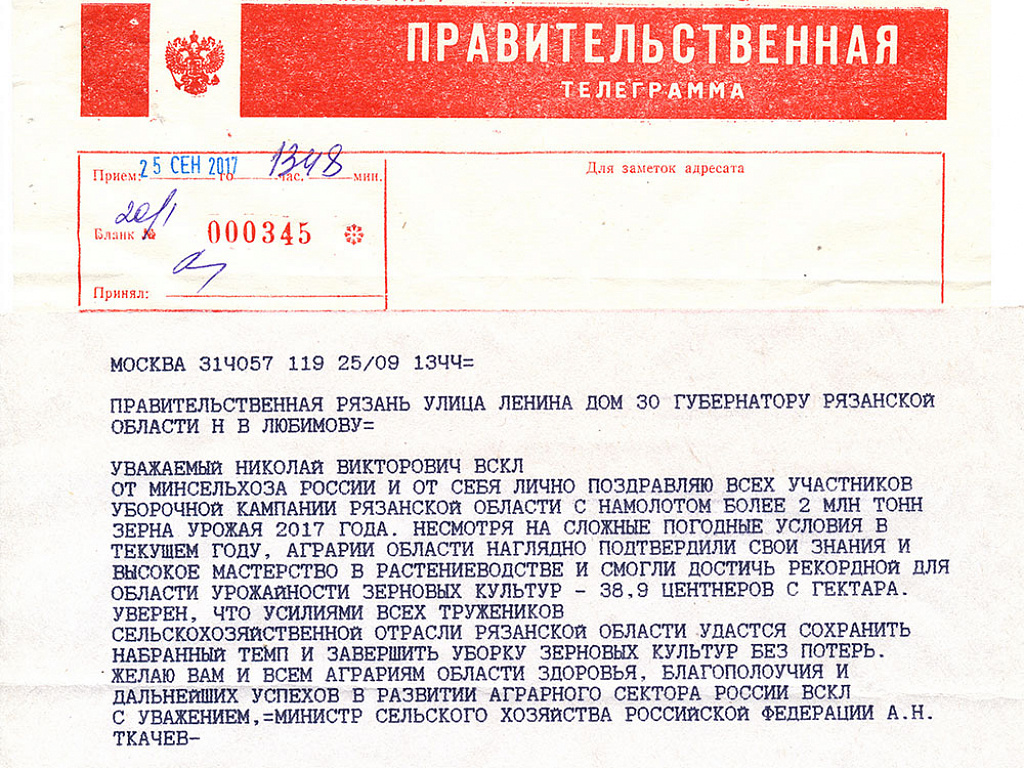 ПРАВИТЕЛЬСТВЕННАЯ
ТЕЛЕГРАММА
Прием: 25 СЕН 2017 го 1348 час, мин.
Для заметок адресата
20/1
Бланк № 000345
Принял:
МОСКВА 31Ч057 119 25/09 13ЧЧ=
ПРАВИТЕЛЬСТВЕННАЯ РЯЗАНЬ УЛИЦА ЛЕНИНА ДОМ 30 ГУБЕРНАТОРУ РЯЗАНСКОЙ
ОБЛАСТИ Н В ЛЮБИМОВУ=
УВАЖАЕМЫЙ НИКОЛАЙ ВИКТОРОВИЧ ВСКЛ
ОТ МИНСЕЛЬХОЗА РОССИИ И ОТ СЕБЯ ЛИЧНО ПОЗДРАВЛЯЮ ВСЕХ УЧАСТНИКОВ
УБОРОЧНОЙ КАМПАНИИ РЯЗАНСКОЙ ОБЛАСТИ С НАМОЛОТОМ БОЛЕЕ 2 МЛН ТОНН
ЗЕРНА УРОЖАЯ 2017 ГОДА. НЕСМОТРЯ НА СЛОЖНЫЕ ПОГОДНЫЕ УСЛОВИЯ В
ТЕКУЩЕМ ГОДУ, АГРАРИИ ОБЛАСТИ НАГЛЯДНО ПОДТВЕРДИЛИ СВОИ ЗНАНИЯ И
ВЫСОКОЕ МАСТЕРСТВО В РАСТЕНИЕВОДСТВЕ И СМОГЛИ ДОСТИЧЬ РЕКОРДНОЙ ДЛЯ
ОБЛАСТИ УРОЖАЙНОСТИ ЗЕРНОВЫХ КУЛЬТУР - 38,9 ЦЕНТНЕРОВ С ГЕКТАРА.
УВЕРЕН, ЧТО УСИЛИЯМИ ВСЕХ ТРУЖЕНИКОВ
СЕЛЬСКОХОЗЯЙСТВЕННОЙ ОТРАСЛИ РЯЗАНСКОЙ ОБЛАСТИ УДАСТСЯ СОХРАНИТЬ
НАБРАННЫЙ ТЕМП И ЗАВЕРШИТЬ УБОРКУ ЗЕРНОВЫХ КУЛЬТУР БЕЗ ПОТЕРЬ.
ЖЕЛАЮ ВАМ И ВСЕМ АГРАРИЯМ ОБЛАСТИ ЗДОРОВЬЯ, БЛАГОПОЛОУЧИЯ И
ДАЛЬНЕЙШИХ УСПЕХОВ В РАЗВИТИИ АГРАРНОГО СЕКТОРА РОССИИ ВСКЛ
С УВАЖЕНИЕМ,=МИНИСТР СЕЛЬСКОГО ХОЗЯЙСТВА РОССИЙСКОЙ ФЕДЕРАЦИИ А.Н.
ТКАЧЕВ-